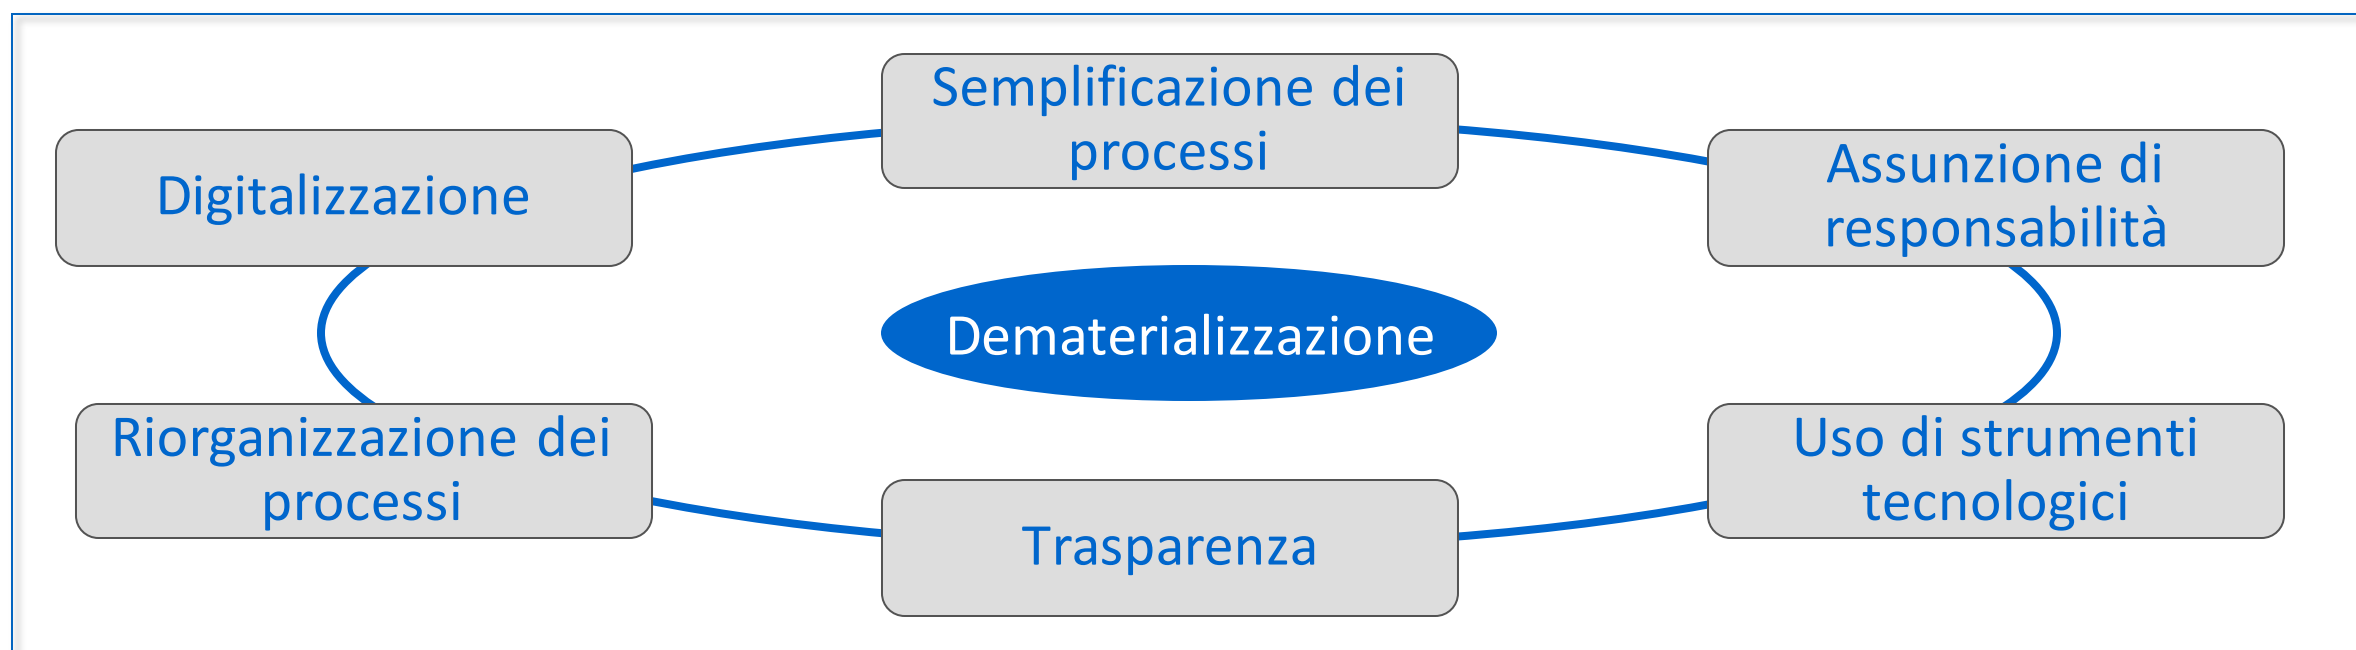 Semplificazione dei
processi
Digitalizzazione
Assunzione di
responsabilità
Dematerializzazione
Riorganizzazione dei
processi
Uso di strumenti
tecnologici
Trasparenza